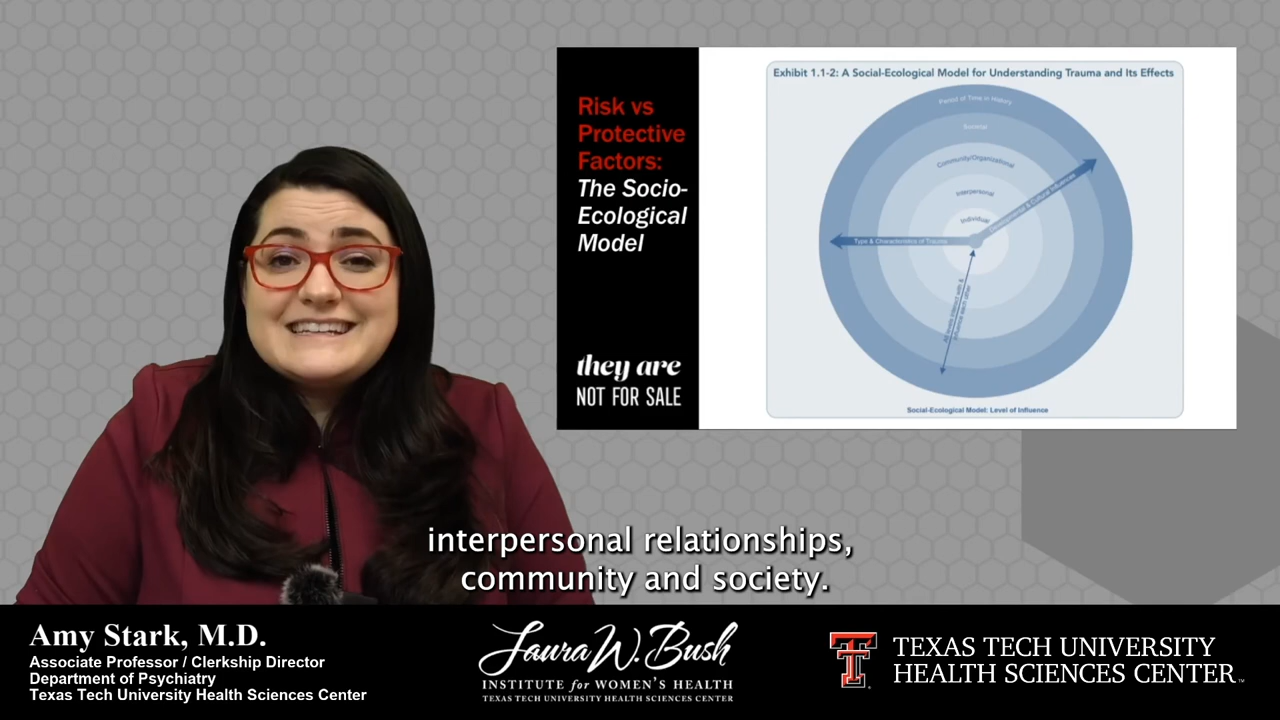 Risk vs
Protective
Factors:
The Socio-
Ecological
Model
they are
NOT FOR SALE
Exhibit 1.1-2: A Social-Ecological Model for Understanding Trauma and Its Effects
Period of Time in History
Societal
Community/Organizational
Interpersonal
Individual
Developmental & Cultural Influences
Type & Characteristics of Trauma
Social-Ecological Model: Level of Influence
interpersonal relationships,
community and society.
Amy Stark, M.D.
Associate Professor / Clerkship Director
Department of Psychiatry
Texas Tech University Health Sciences Center
Laura W. Bush
INSTITUTE for WOMEN'S HEALTH
TEXAS TECH UNIVERSITY HEALTH SCIENCES CENTER
TEXAS TECH UNIVERSITY
HEALTH SCIENCES CENTER™